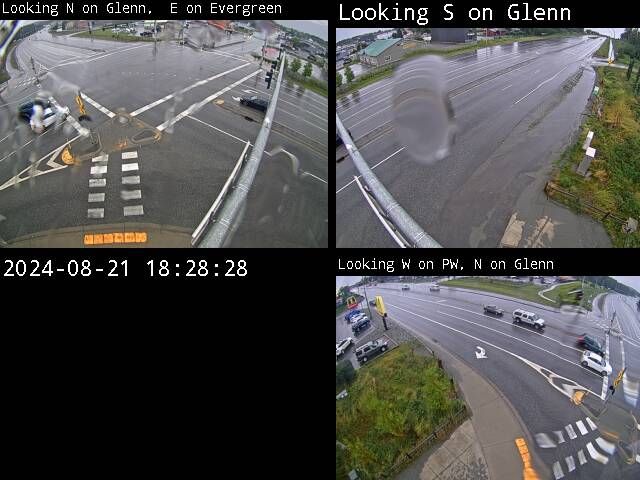 Looking N on Glenn,  E on Evergreen
Looking S on Glenn
2024-08-21 18:28:28
Looking W on PW, N on Glenn